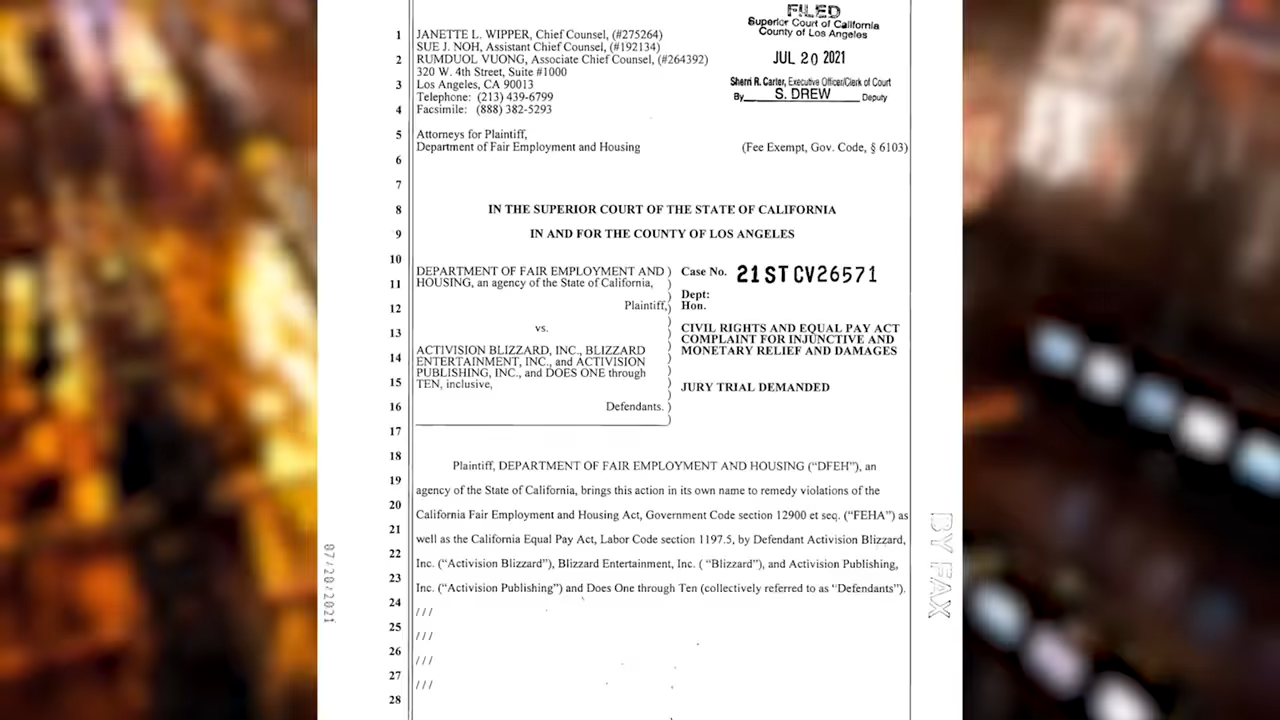 FILED
Superior Court of California
County of Los Angeles
JUL 20 2021
Sherri R. Carter, Executive Officer/Clerk of Court
By S. DREW Deputy
1 JANETTE L. WIPPER, Chief Counsel, (#275264)
SUE J. NOH, Assistant Chief Counsel, (#192134)
2 RUMDUOL VUONG, Associate Chief Counsel, (#264392)
320 W. 4th Street, Suite #1000
3 Los Angeles, CA 90013
Telephone: (213) 439-6799
4 Facsimile: (888) 382-5293
5 Attorneys for Plaintiff,
Department of Fair Employment and Housing (Fee Exempt, Gov. Code, § 6103)
6
7
8 IN THE SUPERIOR COURT OF THE STATE OF CALIFORNIA
9 IN AND FOR THE COUNTY OF LOS ANGELES
10
DEPARTMENT OF FAIR EMPLOYMENT AND )
11 HOUSING, an agency of the State of California, )
12 Plaintiff, )
13 vs. )
ACTIVISION BLIZZARD, INC., BLIZZARD )
14 ENTERTAINMENT, INC., and ACTIVISION )
PUBLISHING, INC., and DOES ONE through )
15 TEN, inclusive, )
16 Defendants. )
Case No. 21STCV26571
Dept:
Hon.
CIVIL RIGHTS AND EQUAL PAY ACT
COMPLAINT FOR INJUNCTIVE AND
MONETARY RELIEF AND DAMAGES
JURY TRIAL DEMANDED
17
18
Plaintiff, DEPARTMENT OF FAIR EMPLOYMENT AND HOUSING (“DFEH”), an
19
agency of the State of California, brings this action in its own name to remedy violations of the
20
California Fair Employment and Housing Act, Government Code section 12900 et seq. (“FEHA”) as
21
well as the California Equal Pay Act, Labor Code section 1197.5, by Defendant Activision Blizzard,
22
Inc. (“Activision Blizzard”), Blizzard Entertainment, Inc. ( “Blizzard”), and Activision Publishing,
23
Inc. (“Activision Publishing”) and Does One through Ten (collectively referred to as “Defendants”).
24
///
25
///
26
///
27
///
28
07/20/2021
BY FAX